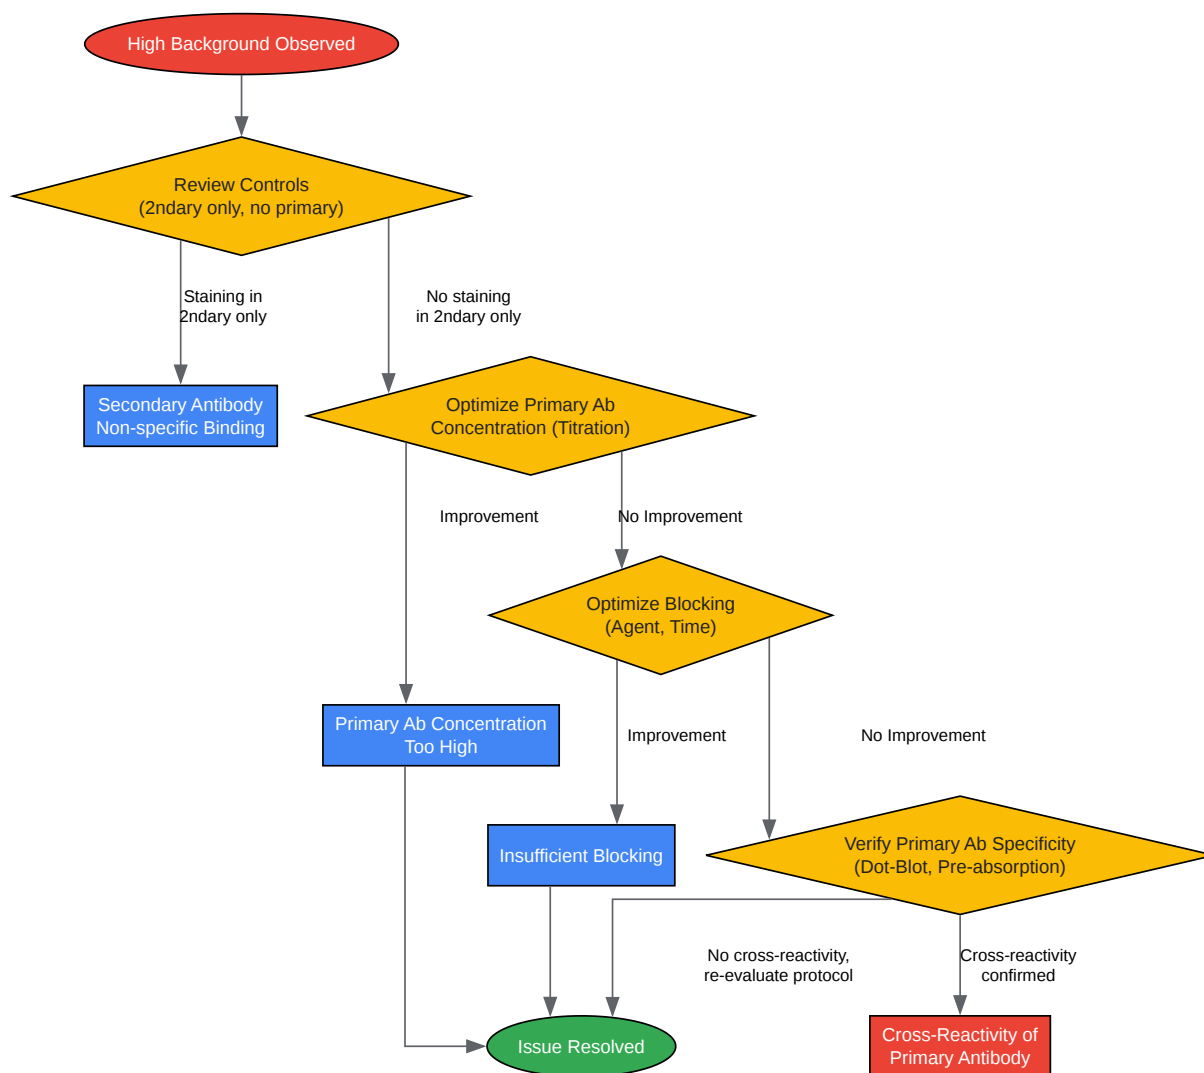 High Background Observed
Review Controls
(2ndary only, no primary)
Staining in
2ndary only
No staining
in 2ndary only
Secondary Antibody
Non-specific Binding
Optimize Primary Ab
Concentration (Titration)
Improvement
No Improvement
Optimize Blocking
(Agent, Time)
Primary Ab Concentration
Too High
Improvement
No Improvement
Insufficient Blocking
Verify Primary Ab Specificity
(Dot-Blot, Pre-absorption)
No cross-reactivity,
re-evaluate protocol
Cross-reactivity
confirmed
Issue Resolved
Cross-Reactivity of
Primary Antibody